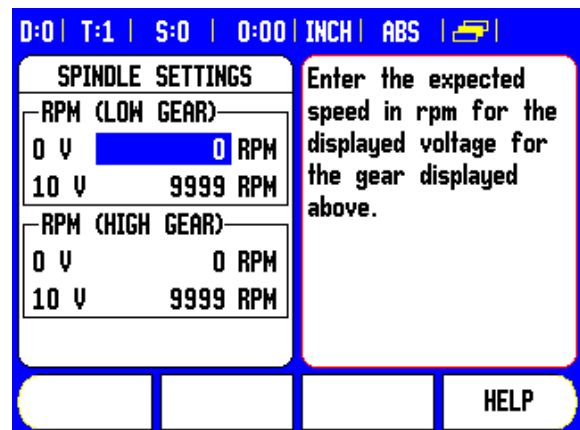 D:0 | T:1 | S:0 | 0:00 | INCH | ABS |
SPINDLE SETTINGS
RPM (LOW GEAR)
0 V 0 RPM
10 V 9999 RPM
RPM (HIGH GEAR)
0 V 0 RPM
10 V 9999 RPM
Enter the expected
speed in rpm for the
displayed voltage for
the gear displayed
above.
HELP